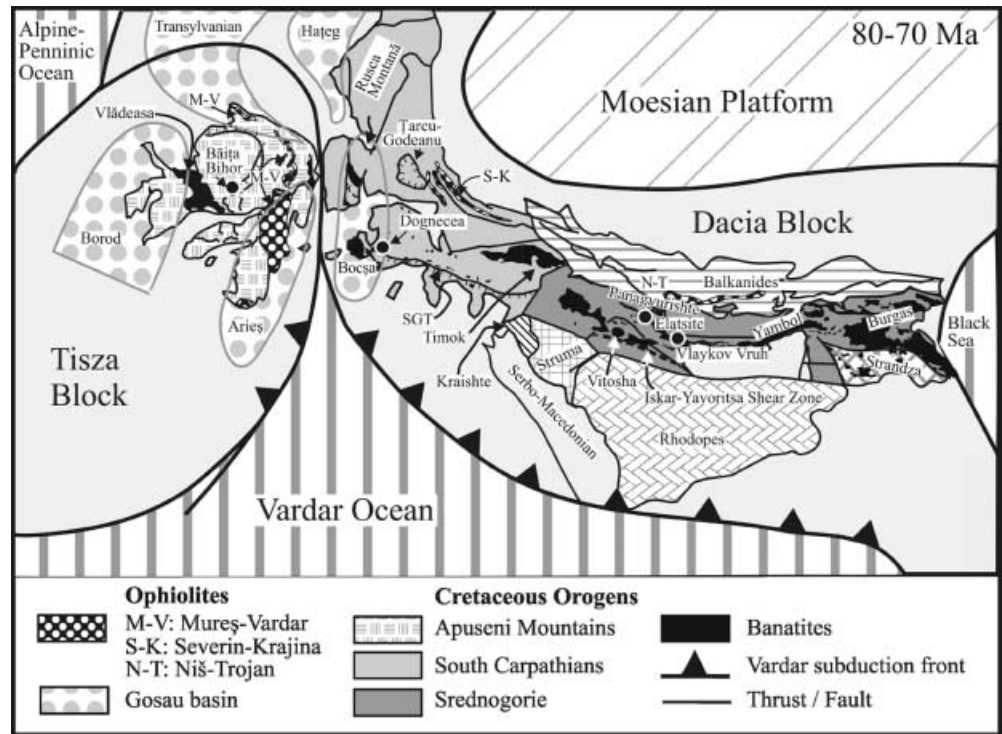 Alpine-
Penninic
Ocean
Transylvanian
Hațeg
Rusca
Montană
80-70 Ma
Moesian Platform
M-V
Vlădeasa
Țarcu-
Godeanu
Băița
Bihor
M-V
S-K
Dognecea
Dacia Block
Borod
Bocșa
N-T
Balkanides
Panagyurishte
Elatsite
Yambol
Burgas
Black
Sea
Arieș
SGT
Timok
Struma
Vlaykov Vruh
Strandza
Tisza
Block
Kraishte
Vitosha
Iskar-Yavoritsa Shear Zone
Serbo-Macedonian
Rhodopes
Vardar Ocean
Ophiolites
M-V: Mureș-Vardar
S-K: Severin-Krajina
N-T: Niš-Trojan
Gosau basin
Cretaceous Orogens
Apuseni Mountains
South Carpathians
Srednogorie
Banatites
Vardar subduction front
Thrust / Fault